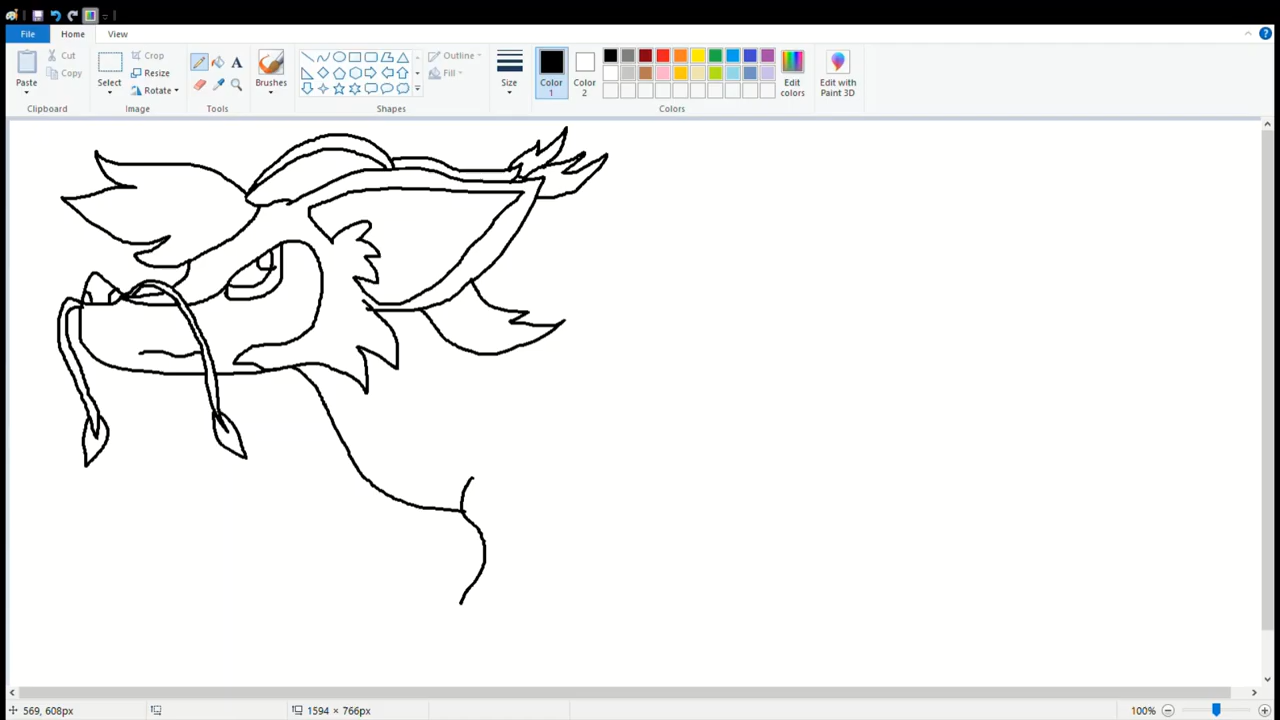 File Home View
Cut
Copy
Paste
Clipboard
Select
Crop
Resize
Rotate
Image
A
Tools
Brushes
Outline
Fill
Shapes
Size
Color 1
Color 2
Edit colors
Colors
Edit with Paint 3D
569, 608px
1594 × 766px
100%